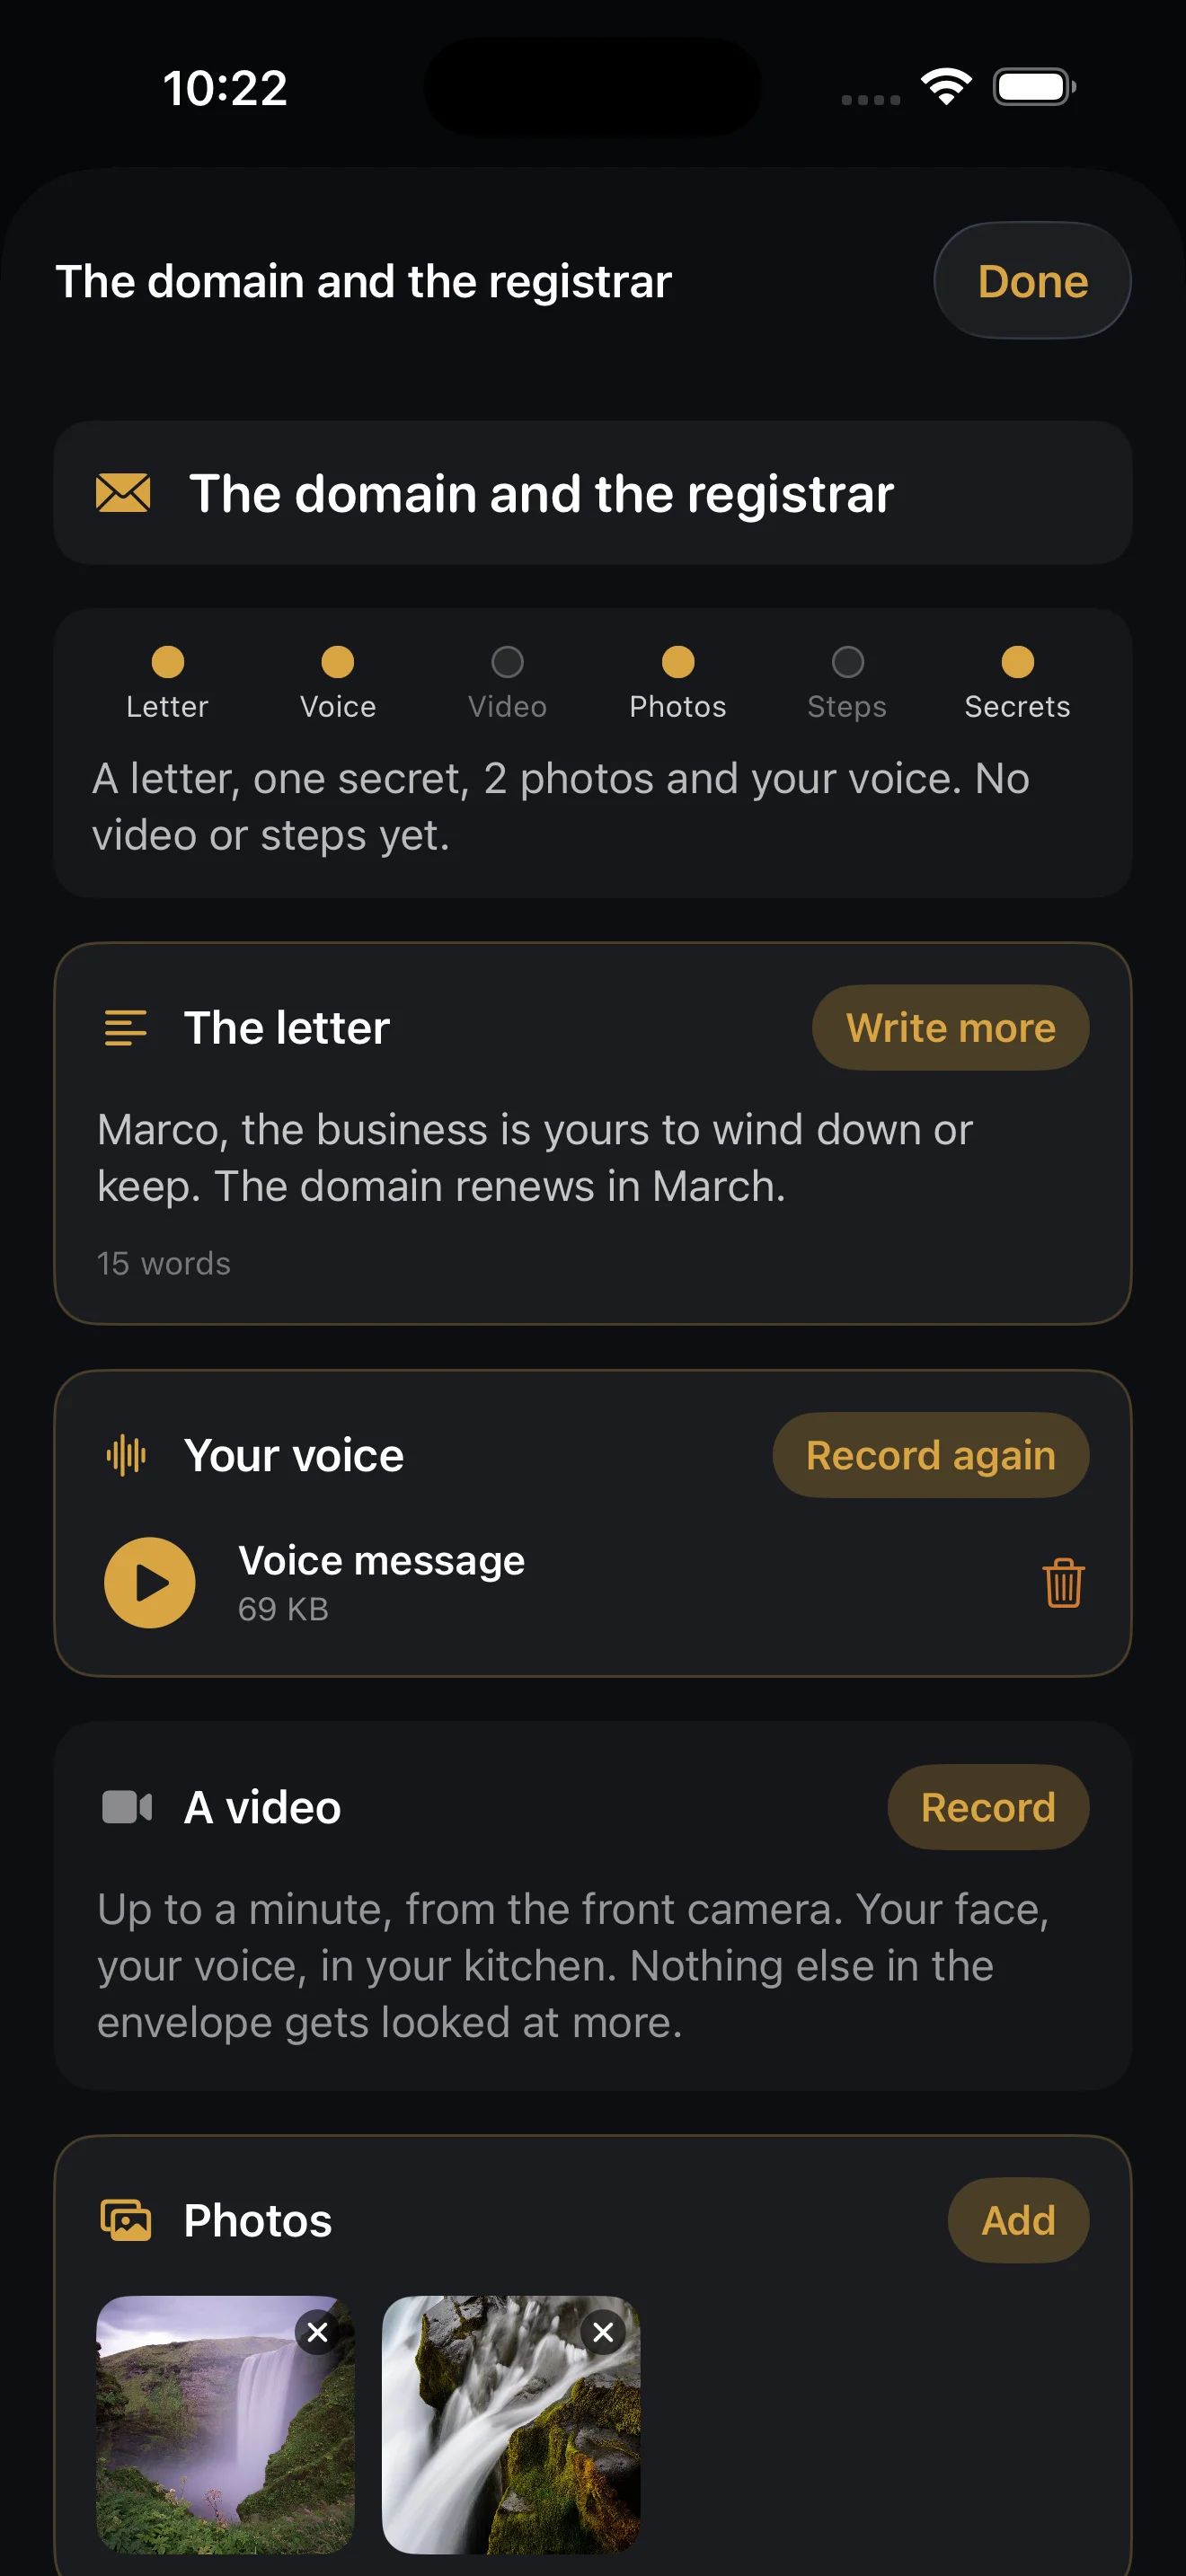 10:22
The domain and the registrar
Done
The domain and the registrar
Letter
Voice
Video
Photos
Steps
Secrets
A letter, one secret, 2 photos and your voice. No
video or steps yet.
The letter
Write more
Marco, the business is yours to wind down or
keep. The domain renews in March.
15 words
Your voice
Record again
Voice message
69 KB
A video
Record
Up to a minute, from the front camera. Your face,
your voice, in your kitchen. Nothing else in the
envelope gets looked at more.
Photos
Add